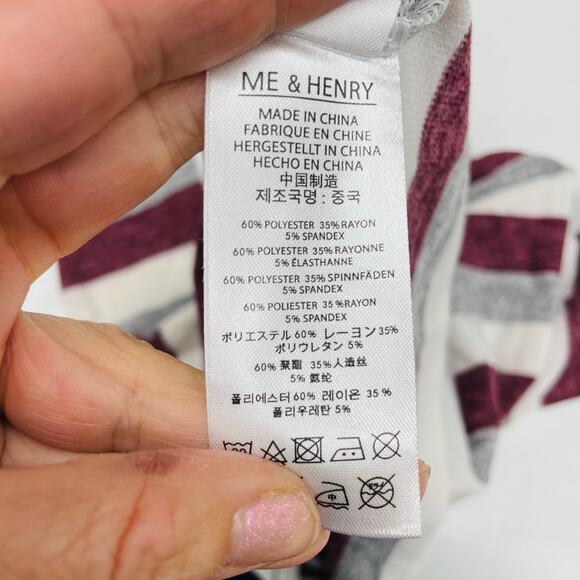 ME & HENRY
MADE IN CHINA
FABRIQUE EN CHINE
HERGESTELLT IN CHINA
HECHO EN CHINA
中国制造
제조국명 : 중국
60% POLYESTER 35% RAYON
5% SPANDEX
60% POLYESTER 35% RAYONNE
5% ÉLASTHANNE
60% POLYESTER 35% SPINNFÄDEN
5% SPANDEX
60% POLIESTER 35% RAYON
5% SPANDEX
ポリエステル 60% レーヨン 35%
ポリウレタン 5%
60% 聚酯 35% 人造丝
5% 氨纶
폴리에스터 60% 레이온 35 %
폴리우레탄 5%
中